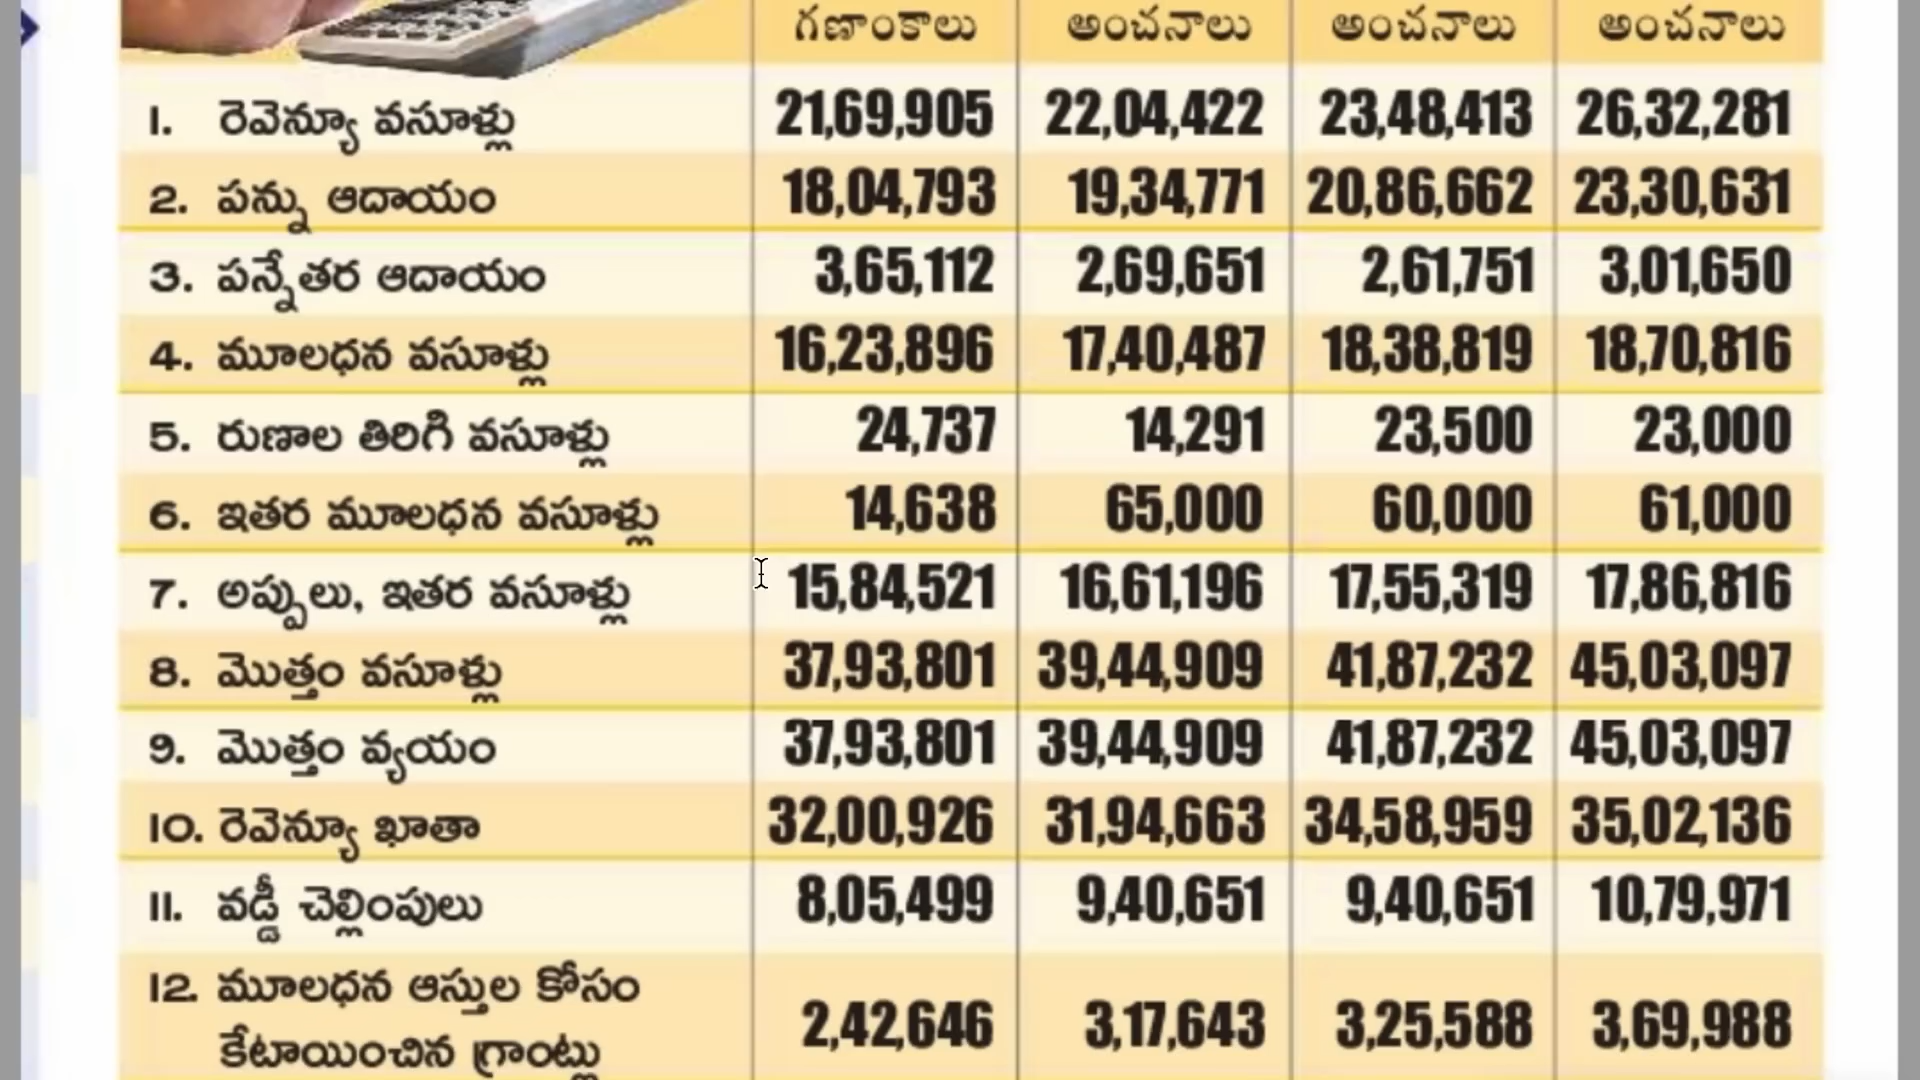 గణాంకాలు అంచనాలు అంచనాలు అంచనాలు
1. రెవెన్యూ వసూళ్లు 21,69,905 22,04,422 23,48,413 26,32,281
2. పన్ను ఆదాయం 18,04,793 19,34,771 20,86,662 23,30,631
3. పన్నేతర ఆదాయం 3,65,112 2,69,651 2,61,751 3,01,650
4. మూలధన వసూళ్లు 16,23,896 17,40,487 18,38,819 18,70,816
5. రుణాల తిరిగి వసూళ్లు 24,737 14,291 23,500 23,000
6. ఇతర మూలధన వసూళ్లు 14,638 65,000 60,000 61,000
7. అప్పులు, ఇతర వసూళ్లు 15,84,521 16,61,196 17,55,319 17,86,816
8. మొత్తం వసూళ్లు 37,93,801 39,44,909 41,87,232 45,03,097
9. మొత్తం వ్యయం 37,93,801 39,44,909 41,87,232 45,03,097
10. రెవెన్యూ ఖాతా 32,00,926 31,94,663 34,58,959 35,02,136
11. వడ్డీ చెల్లింపులు 8,05,499 9,40,651 9,40,651 10,79,971
12. మూలధన ఆస్తుల కోసం
కేటాయించిన గ్రాంట్లు 2,42,646 3,17,643 3,25,588 3,69,988